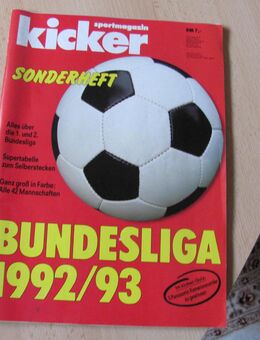 sportmagazin
kicker
DM 7,-
SONDERHEFT
Alles über
die 1. und 2.
Bundesliga
Supertabelle
zum Selberstecken
Ganz groß in Farbe:
Alle 42 Mannschaften
BUNDESLIGA
1992/93